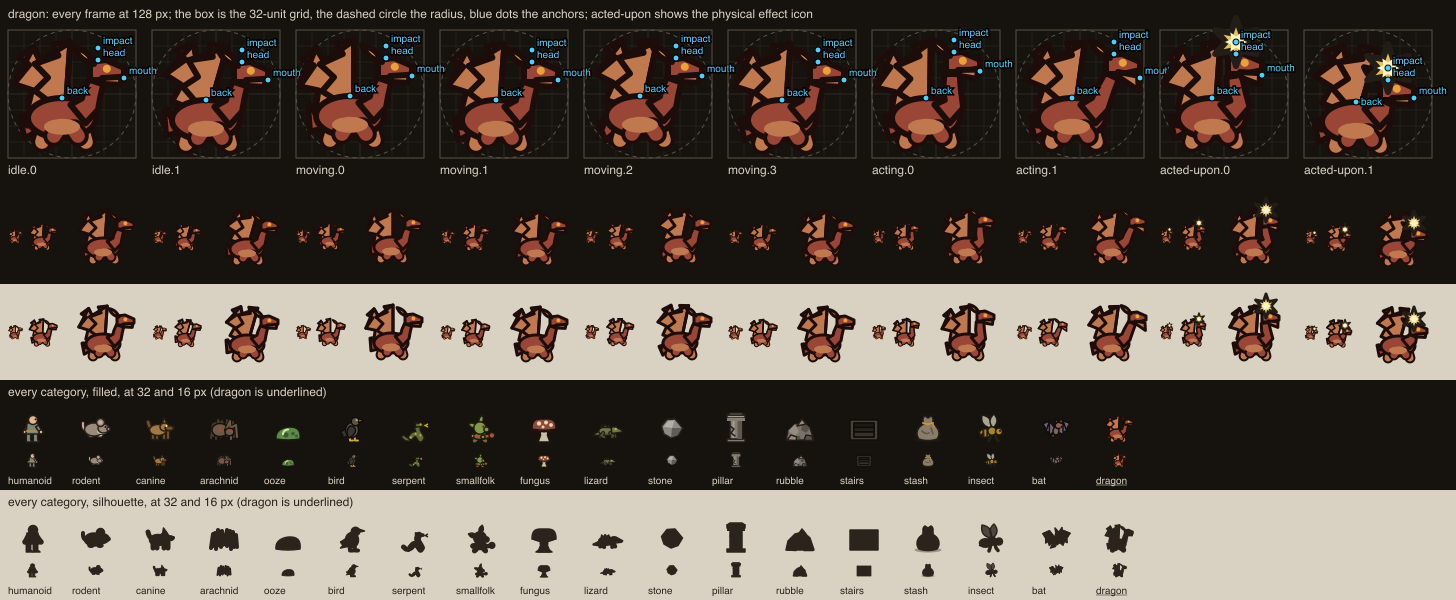 dragon: every frame at 128 px; the box is the 32-unit grid, the dashed circle the radius, blue dots the anchors; acted-upon shows the physical effect icon
impact impact impact impact impact impact impact impact impact impact
head head head head head head head head head head
mouth mouth mouth mouth mouth mouth mouth mouth mouth mouth
back back back back back back back back back back
idle.0 idle.1 moving.0 moving.1 moving.2 moving.3 acting.0 acting.1 acted-upon.0 acted-upon.1
every category, filled, at 32 and 16 px (dragon is underlined)
humanoid rodent canine arachnid ooze bird serpent smallfolk fungus lizard stone pillar rubble stairs stash insect bat dragon
every category, silhouette, at 32 and 16 px (dragon is underlined)
humanoid rodent canine arachnid ooze bird serpent smallfolk fungus lizard stone pillar rubble stairs stash insect bat dragon